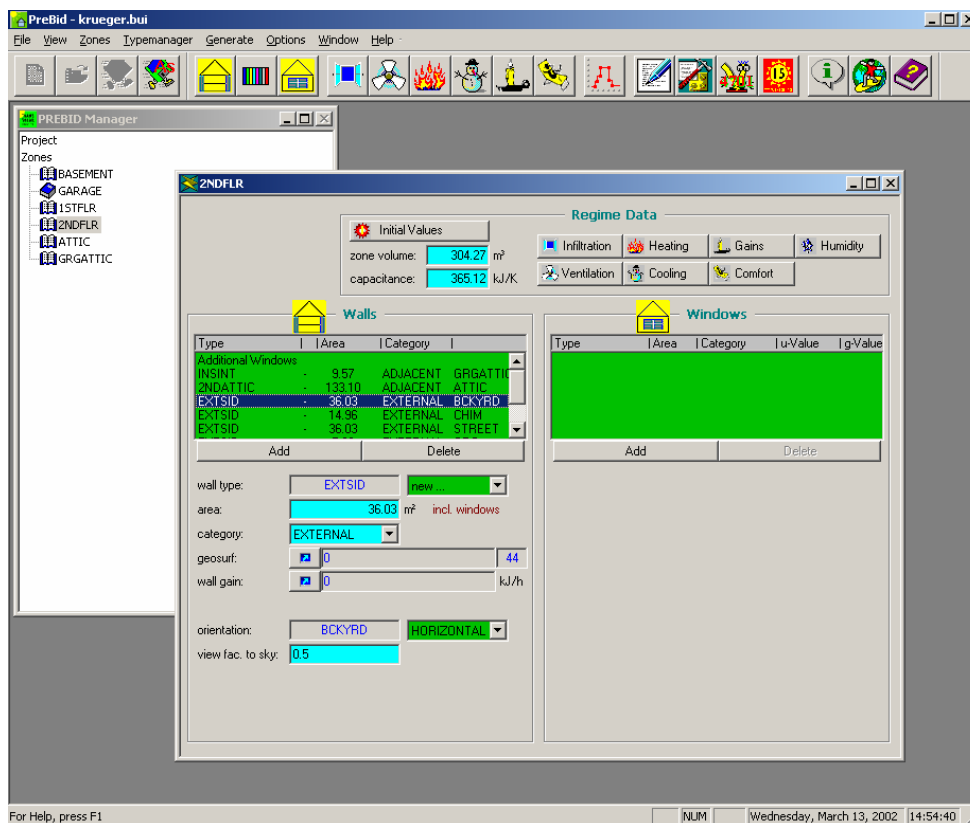 PreBid - krueger.bui
File View Zones Typemanager Generate Options Window Help
15
PREBID Manager
Project
Zones
BASEMENT
GARAGE
1STFLR
2NDFLR
ATTIC
GRGATTIC
2NDFLR
Regime Data
Initial Values
zone volume: 304.27 m³
capacitance: 365.12 kJ/K
Infiltration Heating Gains Humidity
Ventilation Cooling Comfort
Walls
Type | | Area | Category |
Additional Windows
INSINT - 9.57 ADJACENT GRGATTIC
2NDATTIC - 133.10 ADJACENT ATTIC
EXTSID - 36.03 EXTERNAL BCKYRD
EXTSID - 14.96 EXTERNAL CHIM
EXTSID - 36.03 EXTERNAL STREET
Add Delete
wall type: EXTSID new ...
area: 36.03 m² incl. windows
category: EXTERNAL
geosurf: 0 44
wall gain: 0 kJ/h
orientation: BCKYRD HORIZONTAL
view fac. to sky: 0.5
Windows
Type | Area | Category | u-Value | g-Value
Add Delete
For Help, press F1
NUM Wednesday, March 13, 2002 14:54:40